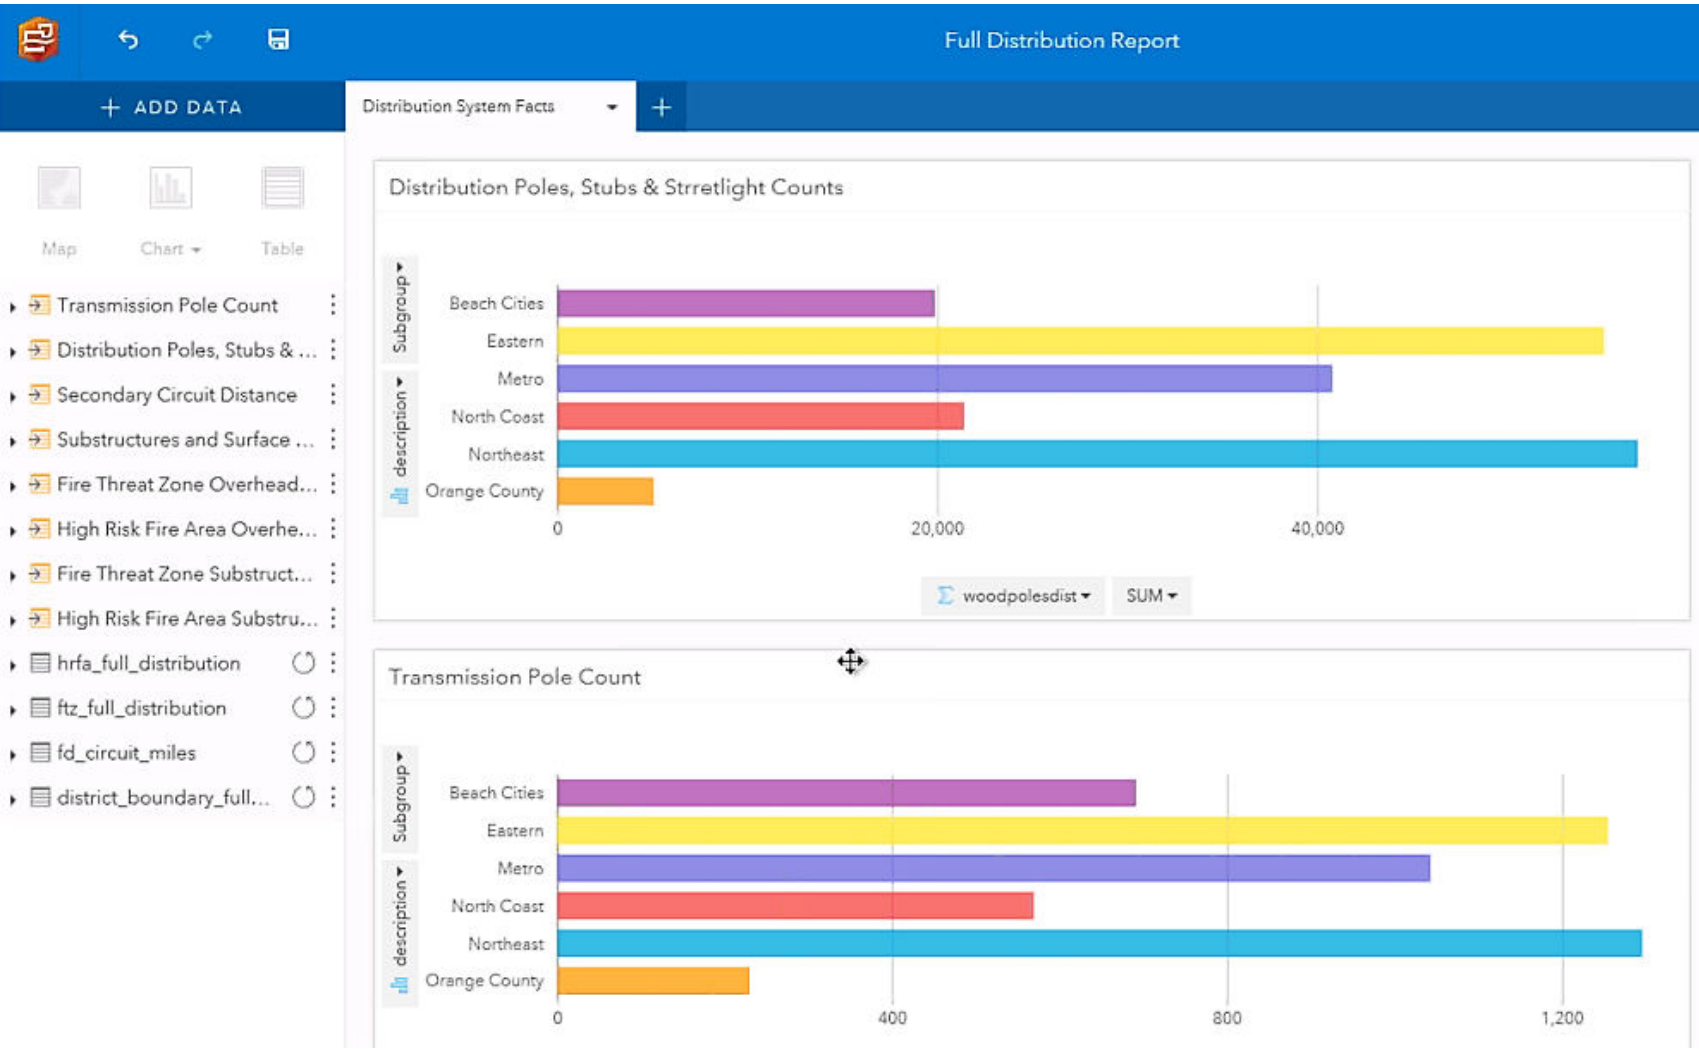 Full Distribution Report
+ ADD DATA
Distribution System Facts
+
Map
Chart
Table
Transmission Pole Count
Distribution Poles, Stubs & ...
Secondary Circuit Distance
Substructures and Surface ...
Fire Threat Zone Overhead...
High Risk Fire Area Overhe...
Fire Threat Zone Substruct...
High Risk Fire Area Substru...
hrfa_full_distribution
ftz_full_distribution
fd_circuit_miles
district_boundary_full...
Distribution Poles, Stubs & Strretlight Counts
Subgroup
description
Beach Cities
Eastern
Metro
North Coast
Northeast
Orange County
0
20,000
40,000
woodpolesdist
SUM
Transmission Pole Count
Subgroup
description
Beach Cities
Eastern
Metro
North Coast
Northeast
Orange County
0
400
800
1,200